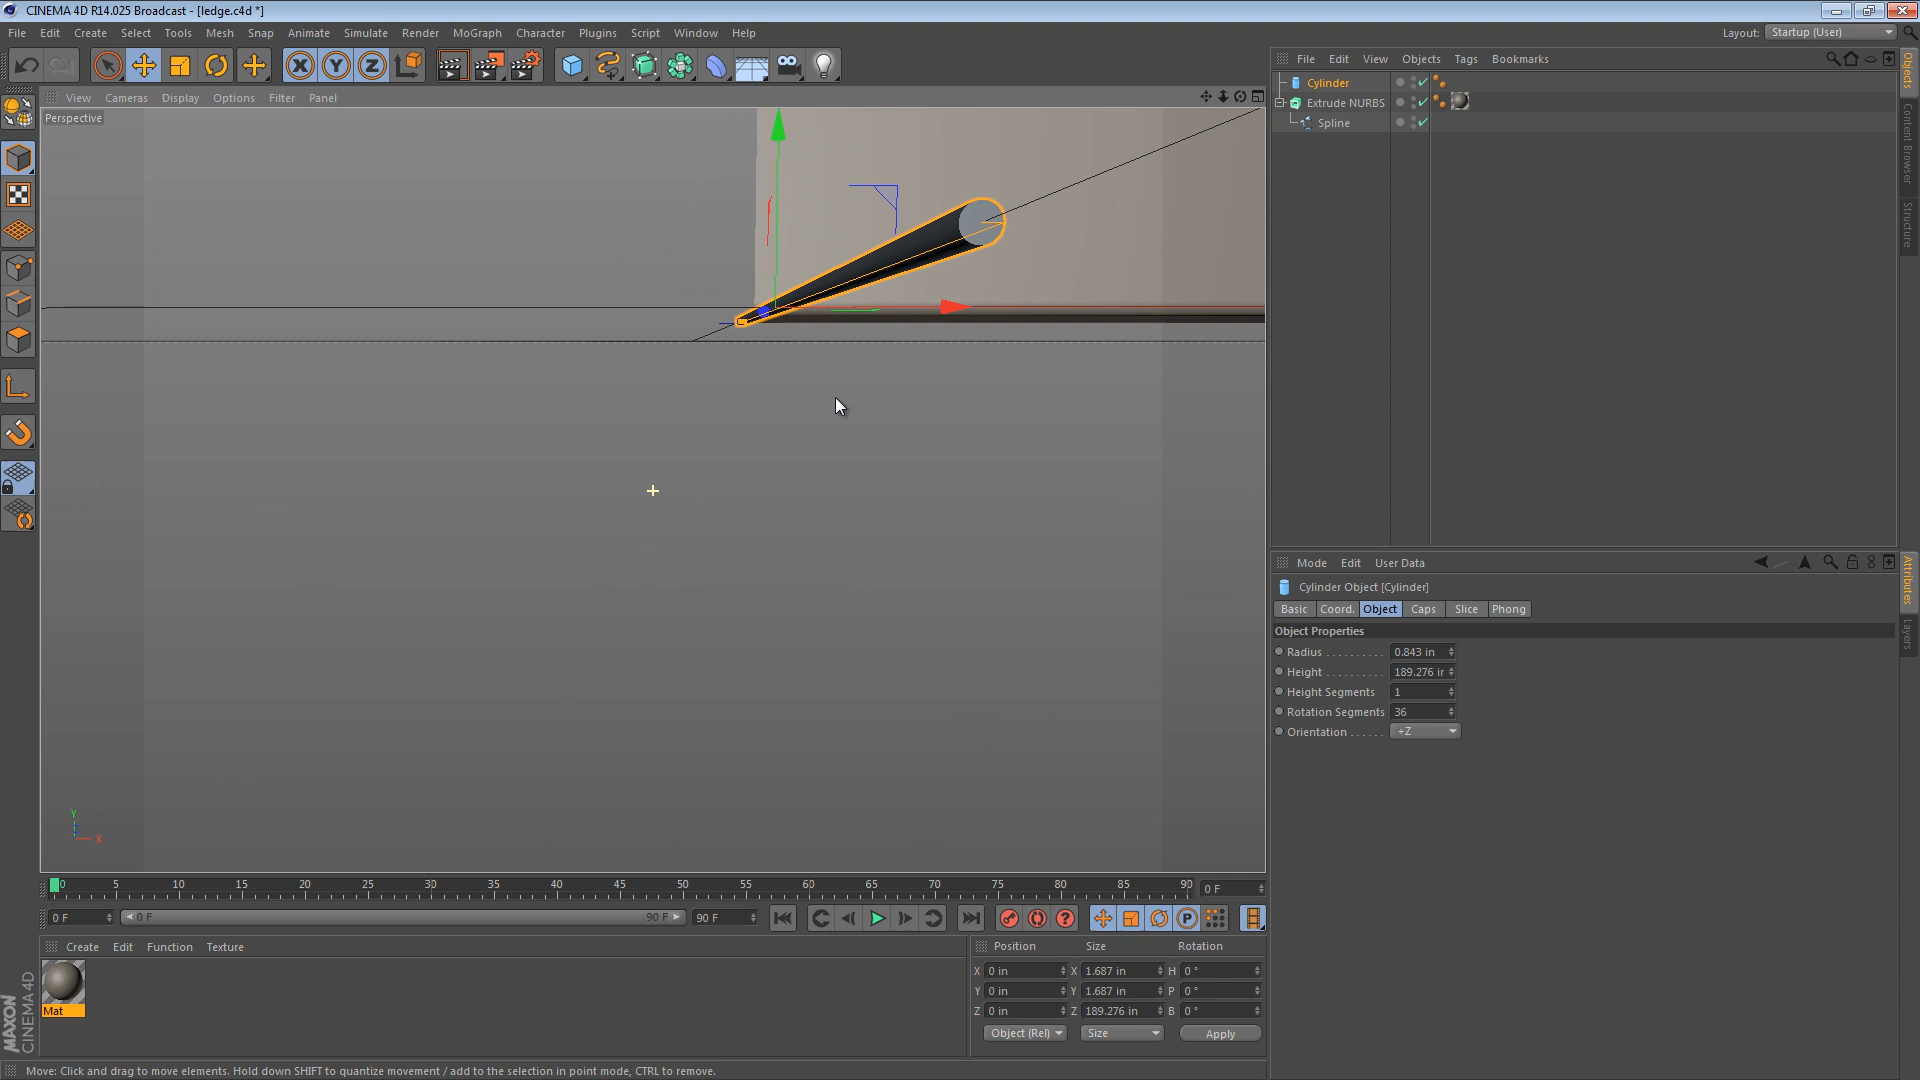 CINEMA 4D R14.025 Broadcast - [ledge.c4d *]
File Edit Create Select Tools Mesh Snap Animate Simulate Render MoGraph Character Plugins Script Window Help Layout: Startup (User)
X Y Z
File Edit View Objects Tags Bookmarks
View Cameras Display Options Filter Panel
Perspective
Cylinder
Extrude NURBS
Spline
Objects
Content Browser
Structure
Mode Edit User Data
Cylinder Object [Cylinder]
Basic Coord. Object Caps Slice Phong
Object Properties
Radius . . . . . . . . . . 0.843 in
Height . . . . . . . . . . 189.276 in
Height Segments 1
Rotation Segments 36
Orientation . . . . . . +Z
Attributes
Layers
Y
X
0 5 10 15 20 25 30 35 40 45 50 55 60 65 70 75 80 85 90 0 F
0 F 0 F 90 F 90 F ? P
Create Edit Function Texture
Mat
Position Size Rotation
X 0 in X 1.687 in H 0 °
Y 0 in Y 1.687 in P 0 °
Z 0 in Z 189.276 in B 0 °
Object (Rel) Size Apply
MAXON
CINEMA 4D
Move: Click and drag to move elements. Hold down SHIFT to quantize movement / add to the selection in point mode, CTRL to remove.